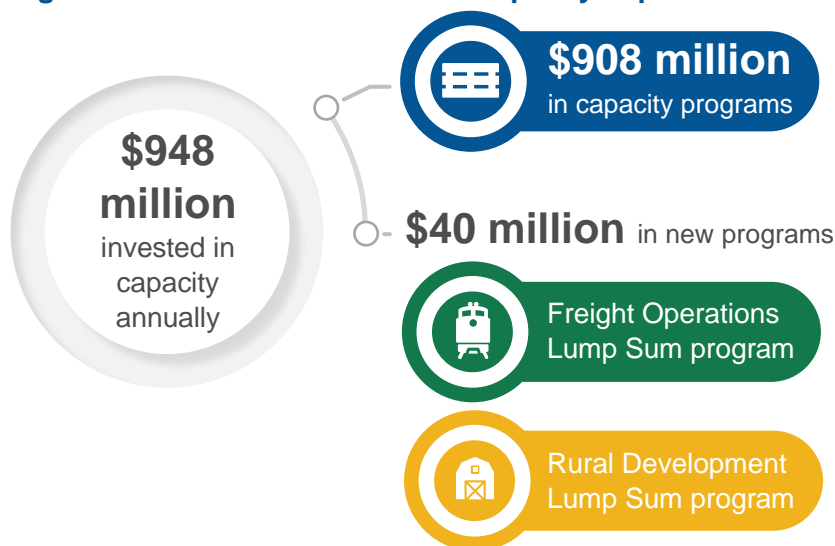 $948
million
invested in
capacity
annually
$908 million
in capacity programs
$40 million in new programs
Freight Operations
Lump Sum program
Rural Development
Lump Sum program